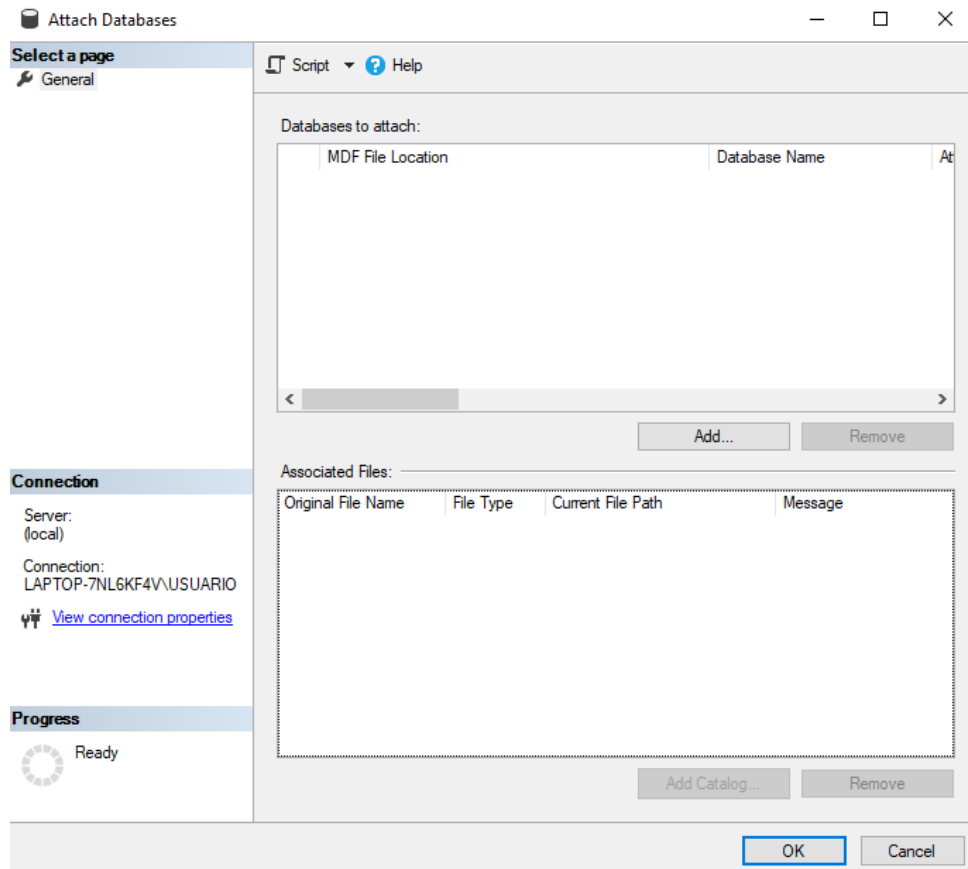 Attach Databases
Select a page
General
Script
Help
Databases to attach:
MDF File Location
Database Name
At
Add...
Remove
Associated Files:
Original File Name
File Type
Current File Path
Message
Connection
Server:
(local)
Connection:
LAPTOP-7NL6KF4V\USUARIO
View connection properties
Progress
Ready
Add Catalog...
Remove
OK
Cancel